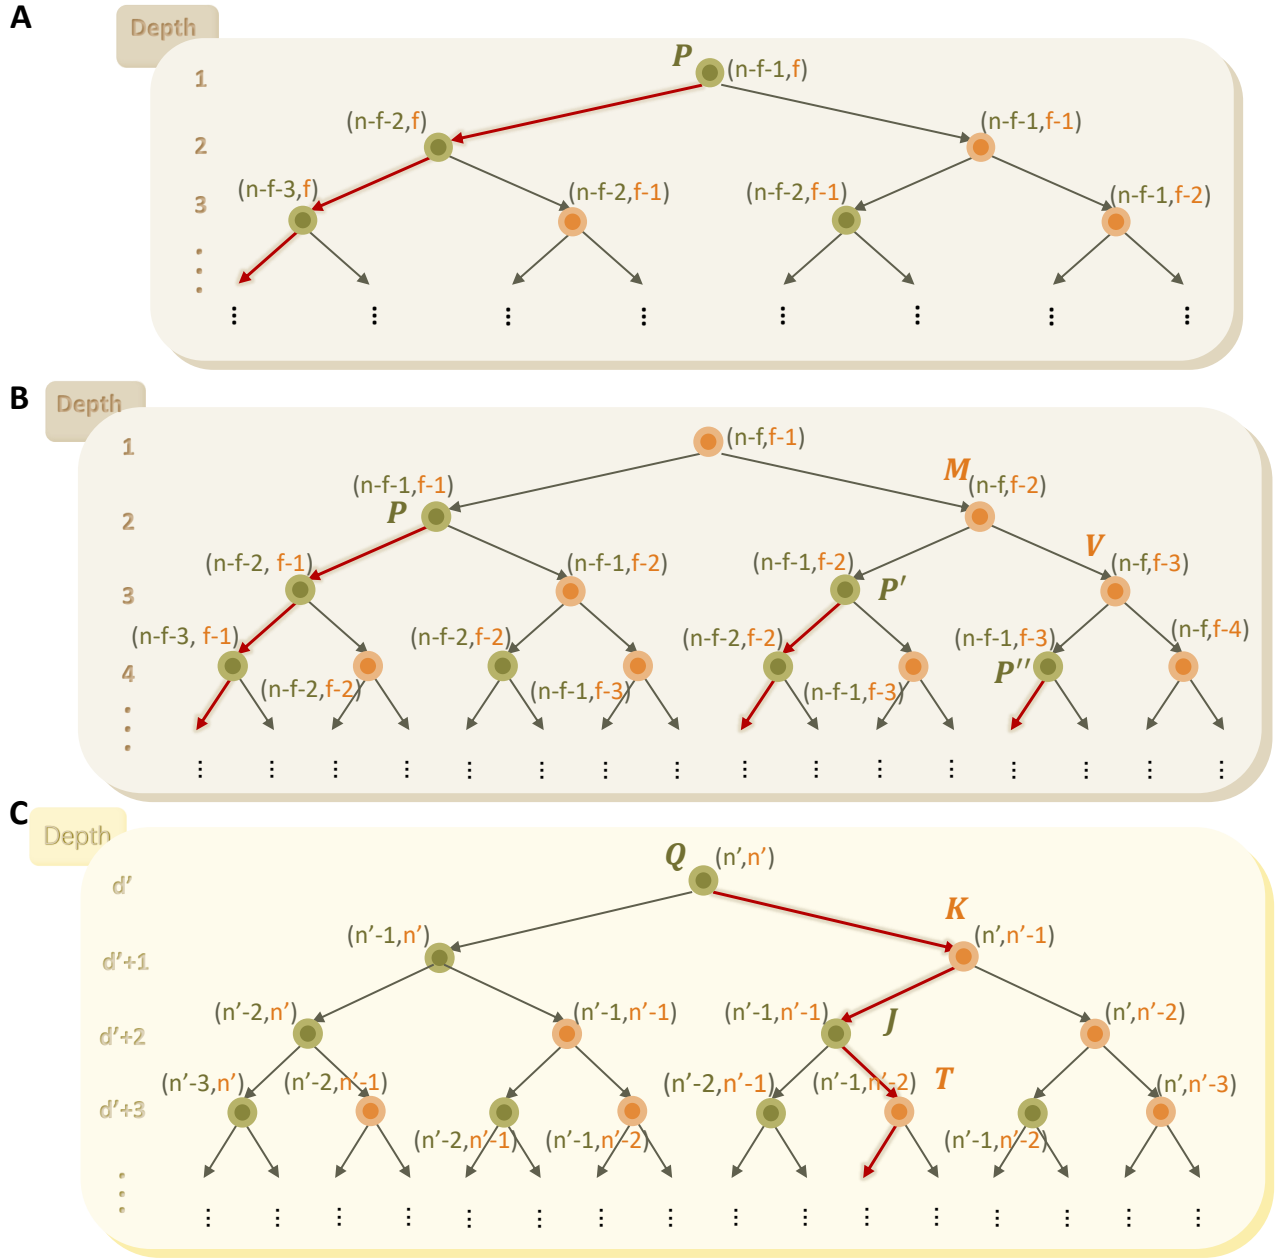 A
Depth
P
(n-f-1,f)
1
(n-f-2,f)
(n-f-1,f-1)
2
(n-f-3,f)
(n-f-2,f-1)
(n-f-2,f-1)
(n-f-1,f-2)
3
B
Depth
1
(n-f,f-1)
M
(n-f-1,f-1)
(n-f,f-2)
P
2
V
(n-f-2, f-1)
(n-f-1,f-2)
(n-f-1,f-2)
(n-f,f-3)
P'
3
(n-f-3, f-1)
(n-f-2,f-2)
(n-f-2,f-2)
(n-f-1,f-3)
(n-f,f-4)
P''
4
(n-f-2,f-2)
(n-f-1,f-3)
(n-f-1,f-3)
C
Depth
Q
(n',n')
d'
K
(n'-1,n')
(n',n'-1)
d'+1
(n'-2,n')
(n'-1,n'-1)
(n'-1,n'-1)
J
(n',n'-2)
d'+2
(n'-3,n')
(n'-2,n'-1)
(n'-2,n'-1)
(n'-1,n'-2)
T
(n',n'-3)
d'+3
(n'-2,n'-1)
(n'-1,n'-2)
(n'-1,n'-2)